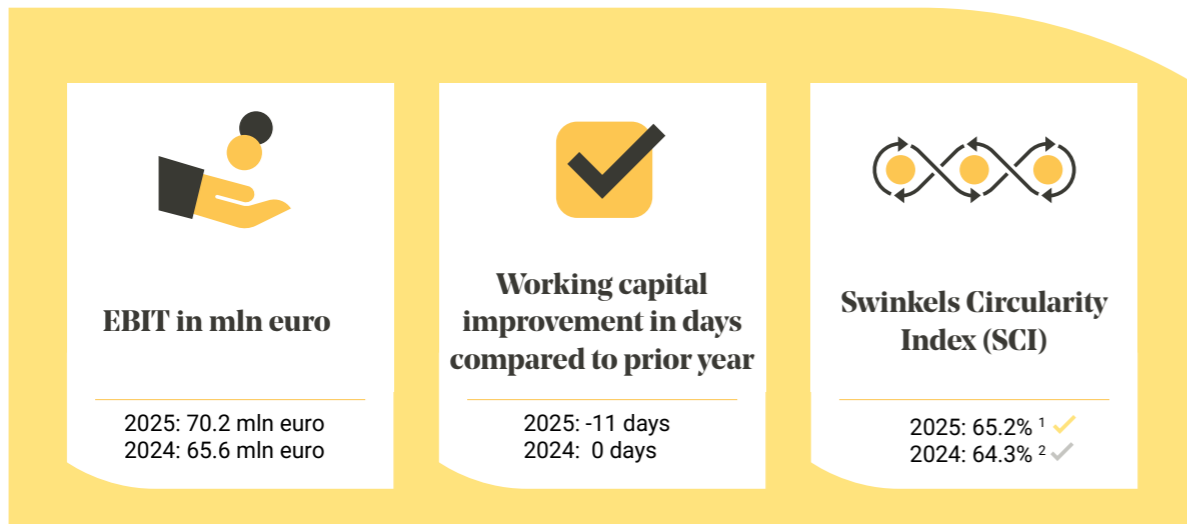 EBIT in mln euro
2025: 70.2 mln euro
2024: 65.6 mln euro
Working capital
improvement in days
compared to prior year
2025: -11 days
2024: 0 days
Swinkels Circularity
Index (SCI)
2025: 65.2% ¹
2024: 64.3% ²